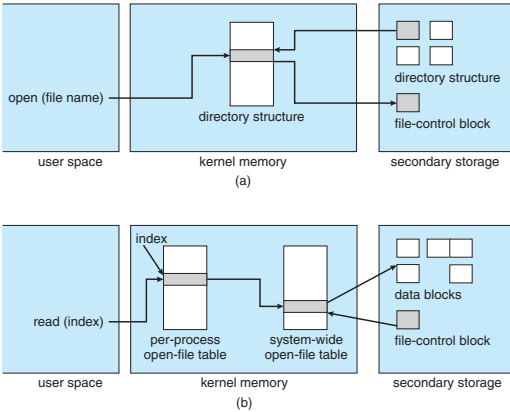 directory structure
open (file name)
directory structure
file-control block
user space
kernel memory
secondary storage
(a)
index
data blocks
read (index)
per-process
open-file table
system-wide
open-file table
file-control block
user space
kernel memory
secondary storage
(b)